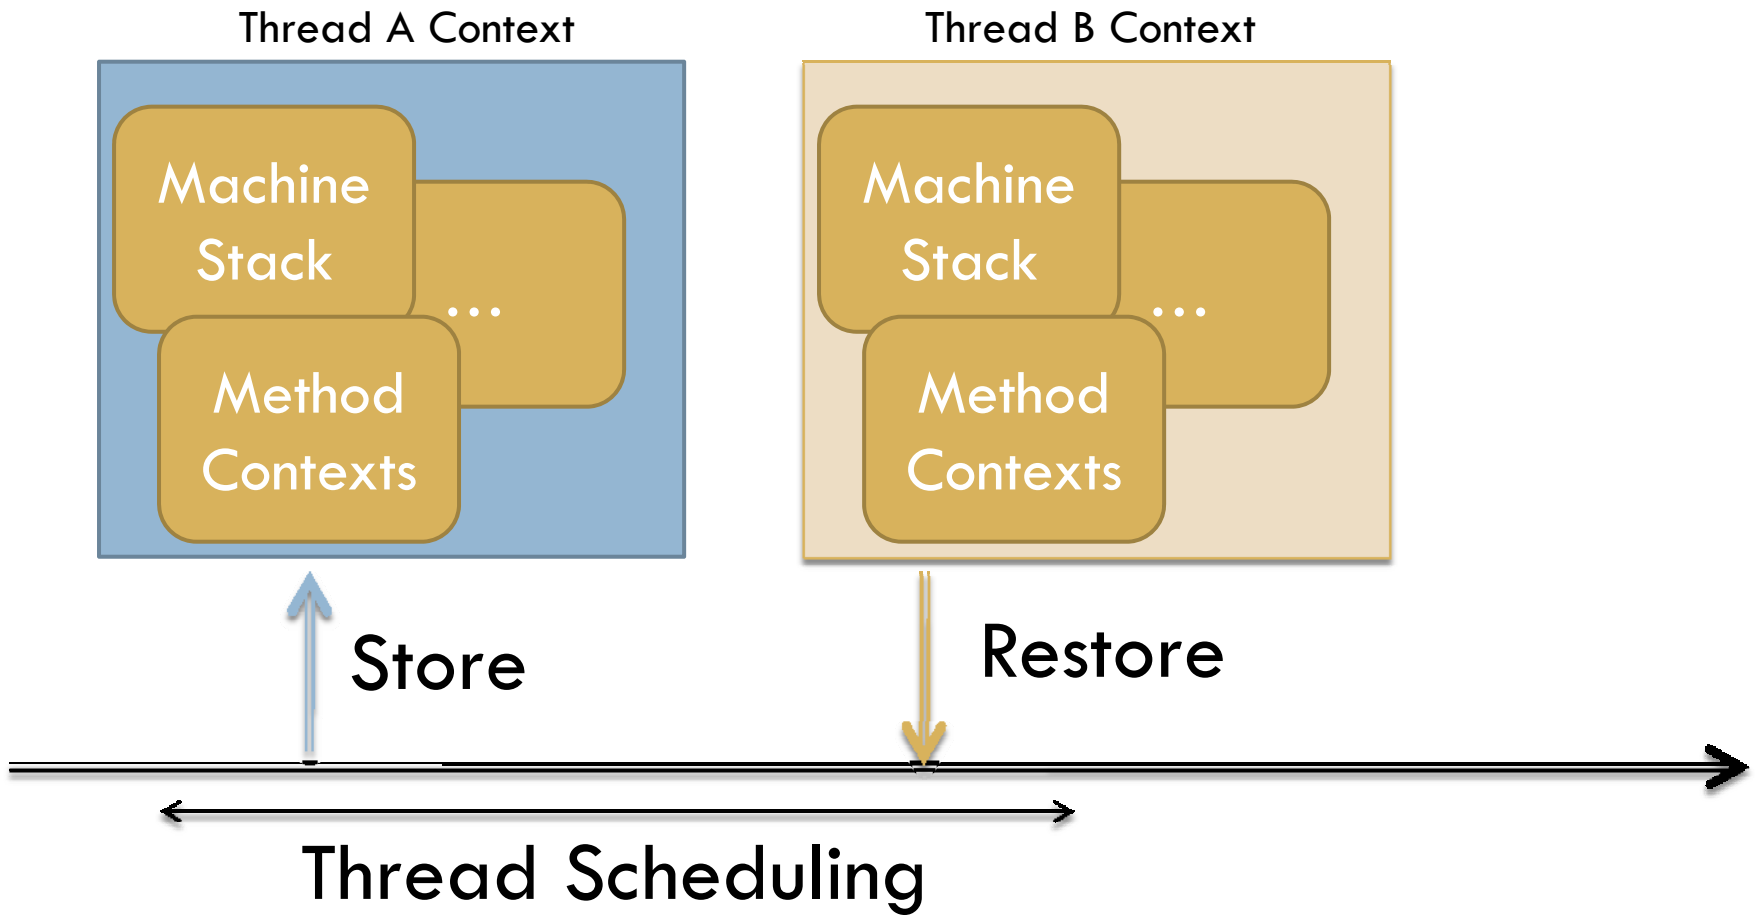 Thread A Context
Thread B Context
Machine
Stack
...
Method
Contexts
Machine
Stack
...
Method
Contexts
Store
Restore
Thread Scheduling